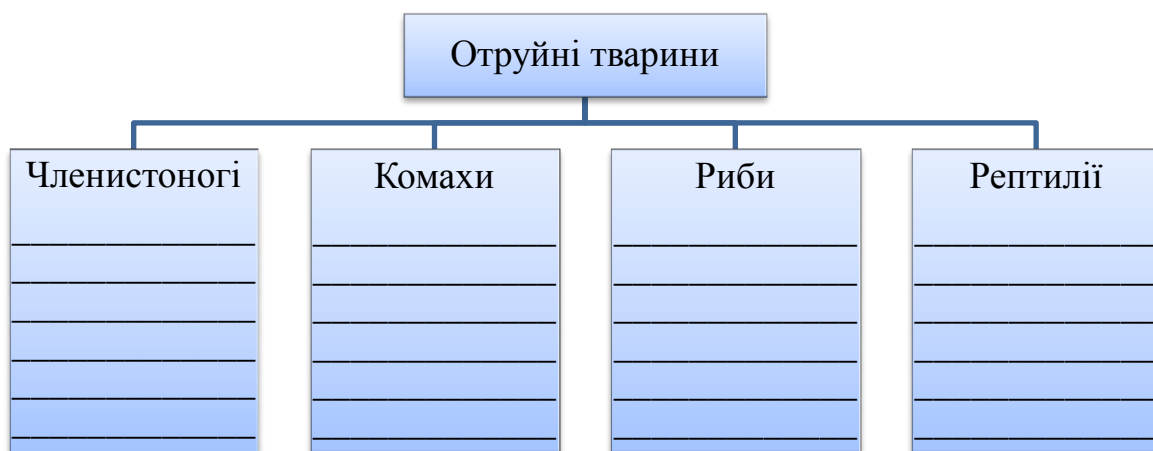 Отруйні тварини
Членистоногі
Комахи
Риби
Рептилії